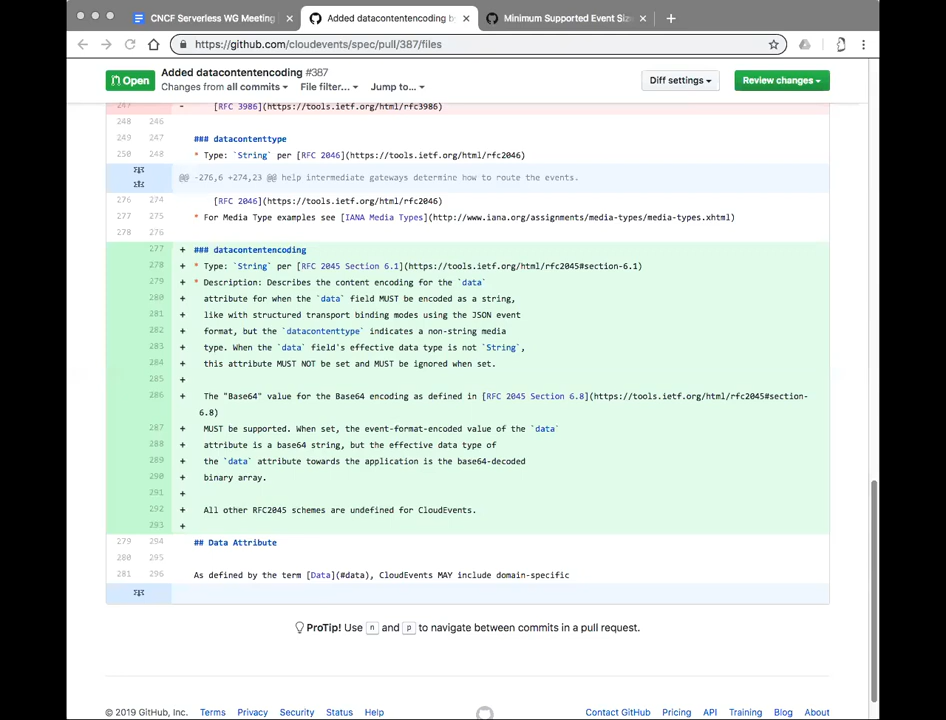 CNCF Serverless WG Meeting
Added datacontentencoding b
Minimum Supported Event Siz
https://github.com/cloudevents/spec/pull/387/files
Open
Added datacontentencoding #387
Changes from all commits
File filter...
Jump to...
Diff settings
Review changes
247 - [RFC 3986](https://tools.ietf.org/html/rfc3986)
248 246
249 247 ### datacontenttype
250 248 * Type: `String` per [RFC 2046](https://tools.ietf.org/html/rfc2046)
@@ -276,6 +274,23 @@ help intermediate gateways determine how to route the events.
276 274 [RFC 2046](https://tools.ietf.org/html/rfc2046)
277 275 * For Media Type examples see [IANA Media Types](http://www.iana.org/assignments/media-types/media-types.xhtml)
278 276
277 + ### datacontentencoding
278 + * Type: `String` per [RFC 2045 Section 6.1](https://tools.ietf.org/html/rfc2045#section-6.1)
279 + * Description: Describes the content encoding for the `data`
280 + attribute for when the `data` field MUST be encoded as a string,
281 + like with structured transport binding modes using the JSON event
282 + format, but the `datacontenttype` indicates a non-string media
283 + type. When the `data` field's effective data type is not `String`,
284 + this attribute MUST NOT be set and MUST be ignored when set.
285 +
286 + The "Base64" value for the Base64 encoding as defined in [RFC 2045 Section 6.8](https://tools.ietf.org/html/rfc2045#section-
6.8)
287 + MUST be supported. When set, the event-format-encoded value of the `data`
288 + attribute is a base64 string, but the effective data type of
289 + the `data` attribute towards the application is the base64-decoded
290 + binary array.
291 +
292 + All other RFC2045 schemes are undefined for CloudEvents.
293 +
279 294 ## Data Attribute
280 295
281 296 As defined by the term [Data](#data), CloudEvents MAY include domain-specific
ProTip! Use n and p to navigate between commits in a pull request.
© 2019 GitHub, Inc. Terms Privacy Security Status Help Contact GitHub Pricing API Training Blog About